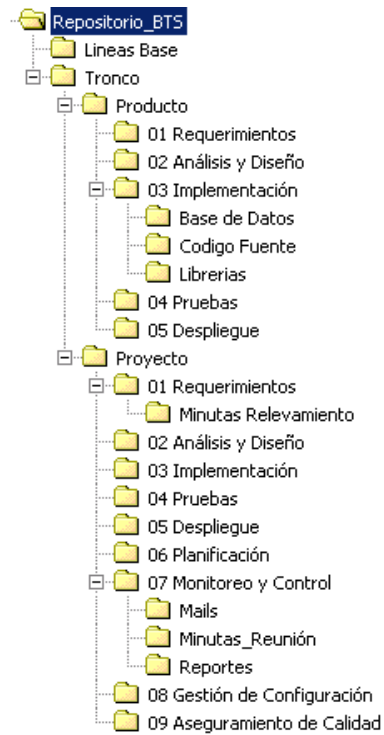 Repositorio_BTS
Lineas Base
Tronco
Producto
01 Requerimientos
02 Análisis y Diseño
03 Implementación
Base de Datos
Codigo Fuente
Librerias
04 Pruebas
05 Despliegue
Proyecto
01 Requerimientos
Minutas Relevamiento
02 Análisis y Diseño
03 Implementación
04 Pruebas
05 Despliegue
06 Planificación
07 Monitoreo y Control
Mails
Minutas_Reunión
Reportes
08 Gestión de Configuración
09 Aseguramiento de Calidad